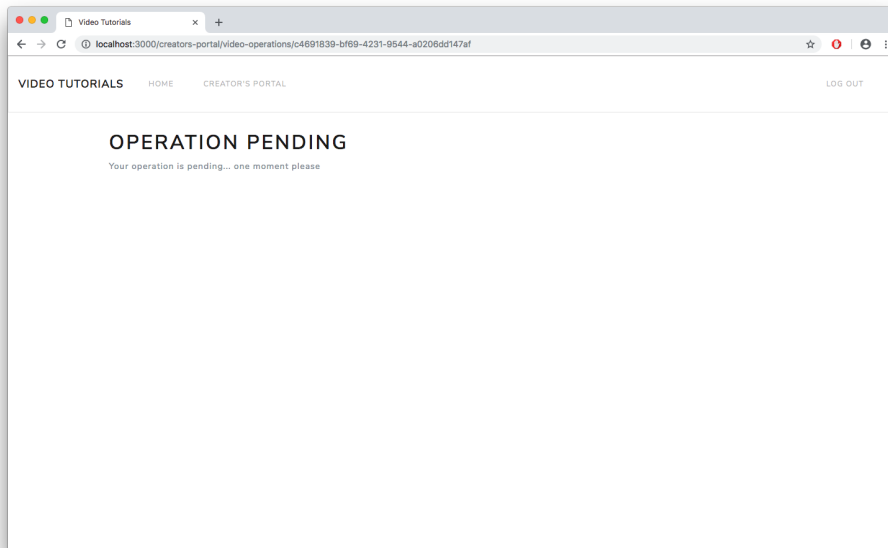 Video Tutorials
localhost:3000/creators-portal/video-operations/c4691839-bf69-4231-9544-a0206dd147af
VIDEO TUTORIALS HOME CREATOR'S PORTAL LOG OUT
OPERATION PENDING
Your operation is pending... one moment please